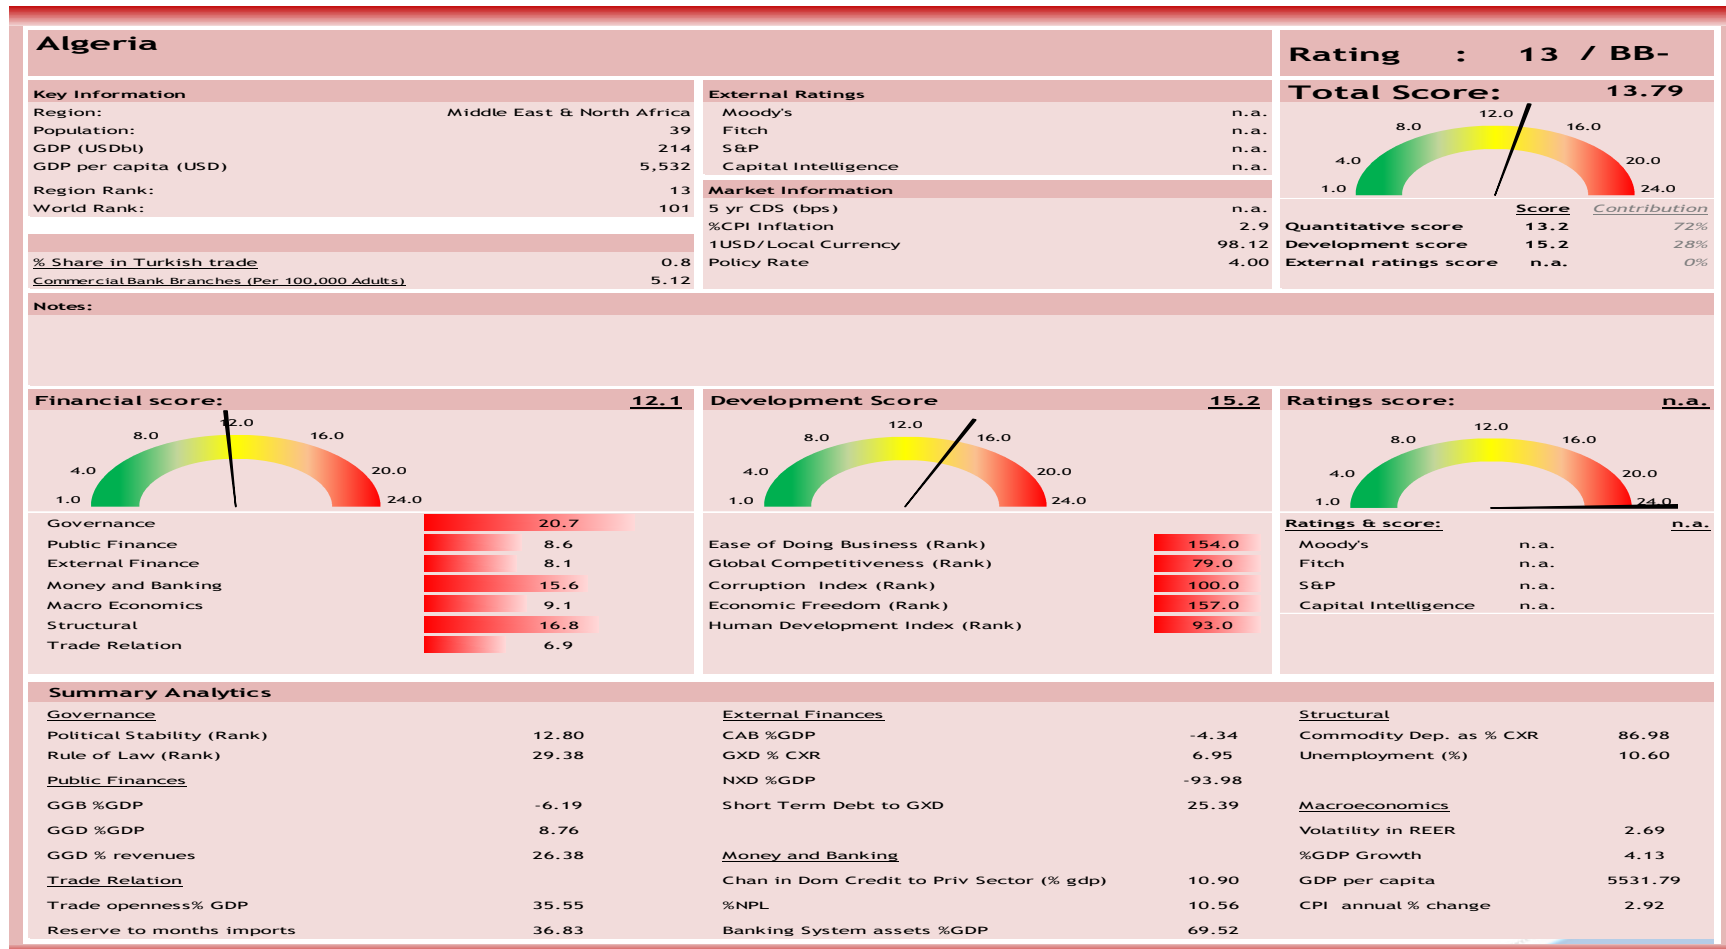 Algeria
Rating : 13 / BB-
Key Information
Region: Middle East & North Africa
Population: 39
GDP (USDbl) 214
GDP per capita (USD) 5,532
Region Rank: 13
World Rank: 101
% Share in Turkish trade 0.8
Commercial Bank Branches (Per 100,000 Adults) 5.12
External Ratings
Moody's n.a.
Fitch n.a.
S&P n.a.
Capital Intelligence n.a.
Market Information
5 yr CDS (bps) n.a.
%CPI Inflation 2.9
1USD/Local Currency 98.12
Policy Rate 4.00
Total Score: 13.79
1.0 4.0 8.0 12.0 16.0 20.0 24.0
Score Contribution
Quantitative score 13.2 72%
Development score 15.2 28%
External ratings score n.a. 0%
Notes:
Financial score: 12.1
1.0 4.0 8.0 12.0 16.0 20.0 24.0
Governance 20.7
Public Finance 8.6
External Finance 8.1
Money and Banking 15.6
Macro Economics 9.1
Structural 16.8
Trade Relation 6.9
Development Score 15.2
1.0 4.0 8.0 12.0 16.0 20.0 24.0
Ease of Doing Business (Rank) 154.0
Global Competitiveness (Rank) 79.0
Corruption Index (Rank) 100.0
Economic Freedom (Rank) 157.0
Human Development Index (Rank) 93.0
Ratings score: n.a.
1.0 4.0 8.0 12.0 16.0 20.0 24.0
Ratings & score: n.a.
Moody's n.a.
Fitch n.a.
S&P n.a.
Capital Intelligence n.a.
Summary Analytics
Governance
Political Stability (Rank) 12.80
Rule of Law (Rank) 29.38
Public Finances
GGB %GDP -6.19
GGD %GDP 8.76
GGD % revenues 26.38
Trade Relation
Trade openness% GDP 35.55
Reserve to months imports 36.83
External Finances
CAB %GDP -4.34
GXD % CXR 6.95
NXD %GDP -93.98
Short Term Debt to GXD 25.39
Money and Banking
Chan in Dom Credit to Priv Sector (% gdp) 10.90
%NPL 10.56
Banking System assets %GDP 69.52
Structural
Commodity Dep. as % CXR 86.98
Unemployment (%) 10.60
Macroeconomics
Volatility in REER 2.69
%GDP Growth 4.13
GDP per capita 5531.79
CPI annual % change 2.92